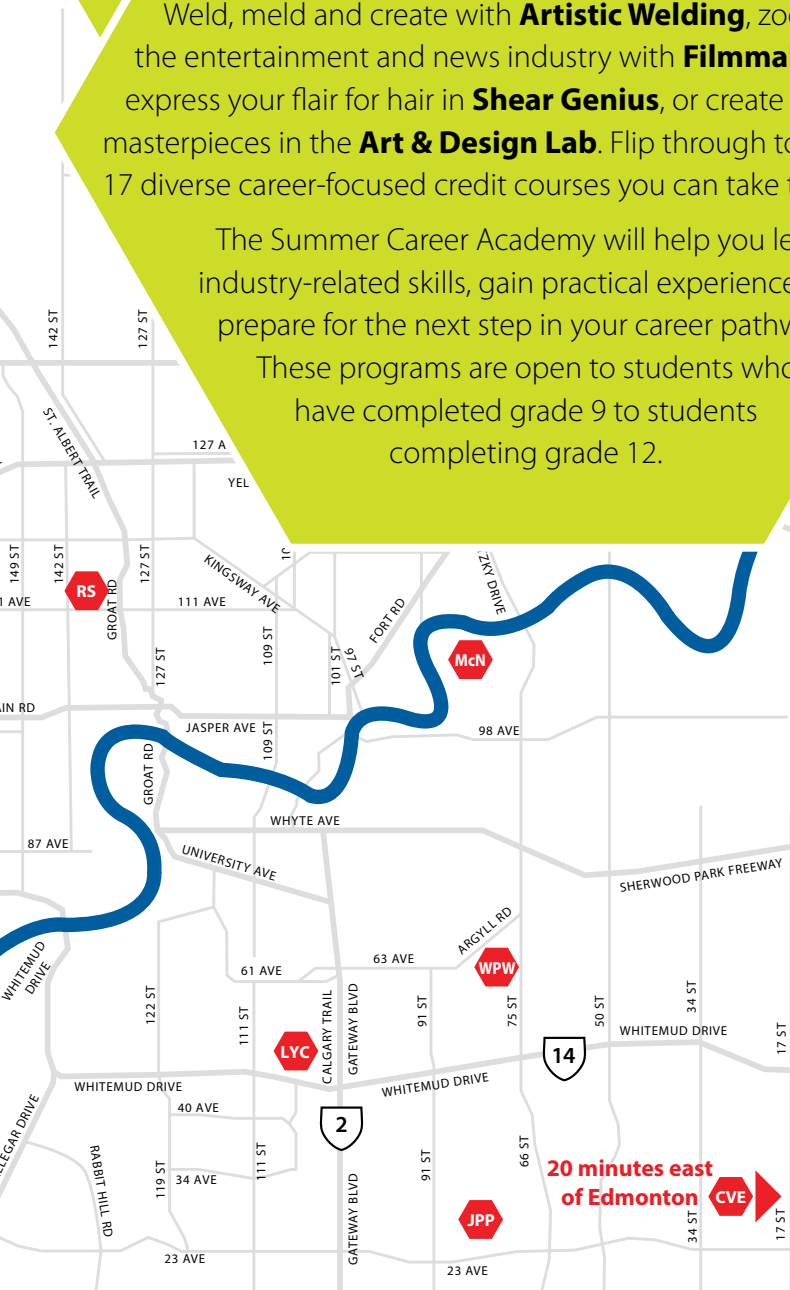 Weld, meld and create with Artistic Welding,
the entertainment and news industry with
express your flair for hair in Shear Genius, or create
masterpieces in the Art & Design Lab. Flip through
17 diverse career-focused credit courses you can take
The Summer Career Academy will help you
industry-related skills, gain practical experience
prepare for the next step in your career
These programs are open to students who
have completed grade 9 to students
completing grade 12.
142 ST
127 ST
ST. ALBERT TRAIL
127 A
YEL
149 ST
142 ST
127 ST
KINGSWAY AVE
RS
GROAT RD
AVE
111 AVE
FORT RD
DRIVE
109 ST
101 ST
97 ST
127 ST
McN
RD
JASPER AVE
109 ST
98 AVE
GROAT RD
WHYTE AVE
87 AVE
UNIVERSITY AVE
SHERWOOD PARK FREEWAY
WHITEMUD
DRIVE
ARGYLL RD
61 AVE
63 AVE
WPW
122 ST
111 ST
CALGARY TRAIL
GATEWAY BLVD
91 ST
75 ST
50 ST
34 ST
17 ST
LYC
14
WHITEMUD DRIVE
WHITEMUD DRIVE
WHITEMUD DRIVE
40 AVE
2
DRIVE
RABBIT HILL RD
119 ST
111 ST
34 AVE
91 ST
66 ST
20 minutes east
of Edmonton
CVE
GATEWAY BLVD
JPP
34 ST
17 ST
23 AVE
23 AVE